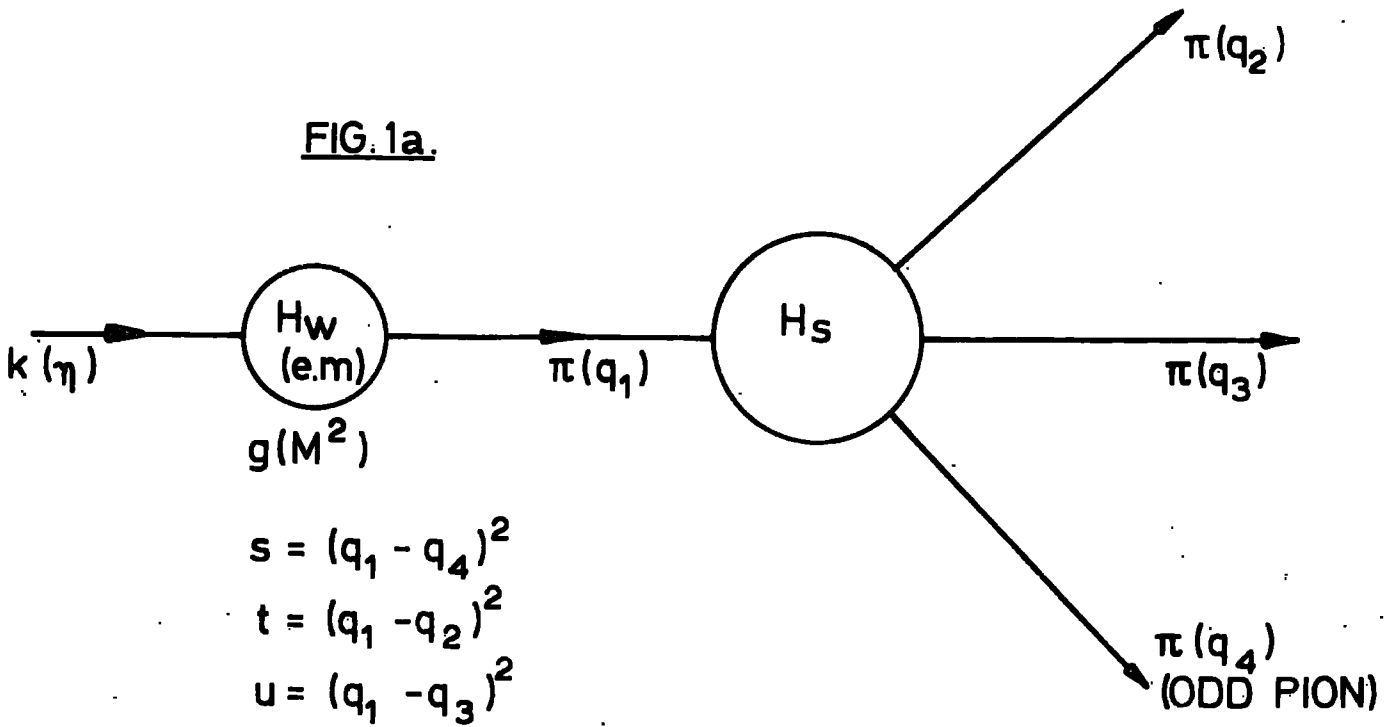 FIG. 1a.
π(q₂)
k (η)
H_W
(e.m)
g(M²)
π(q₁)
H_S
π(q₃)
π(q₄)
(ODD PION)
s = (q₁ - q₄)²
t = (q₁ - q₂)²
u = (q₁ - q₃)²